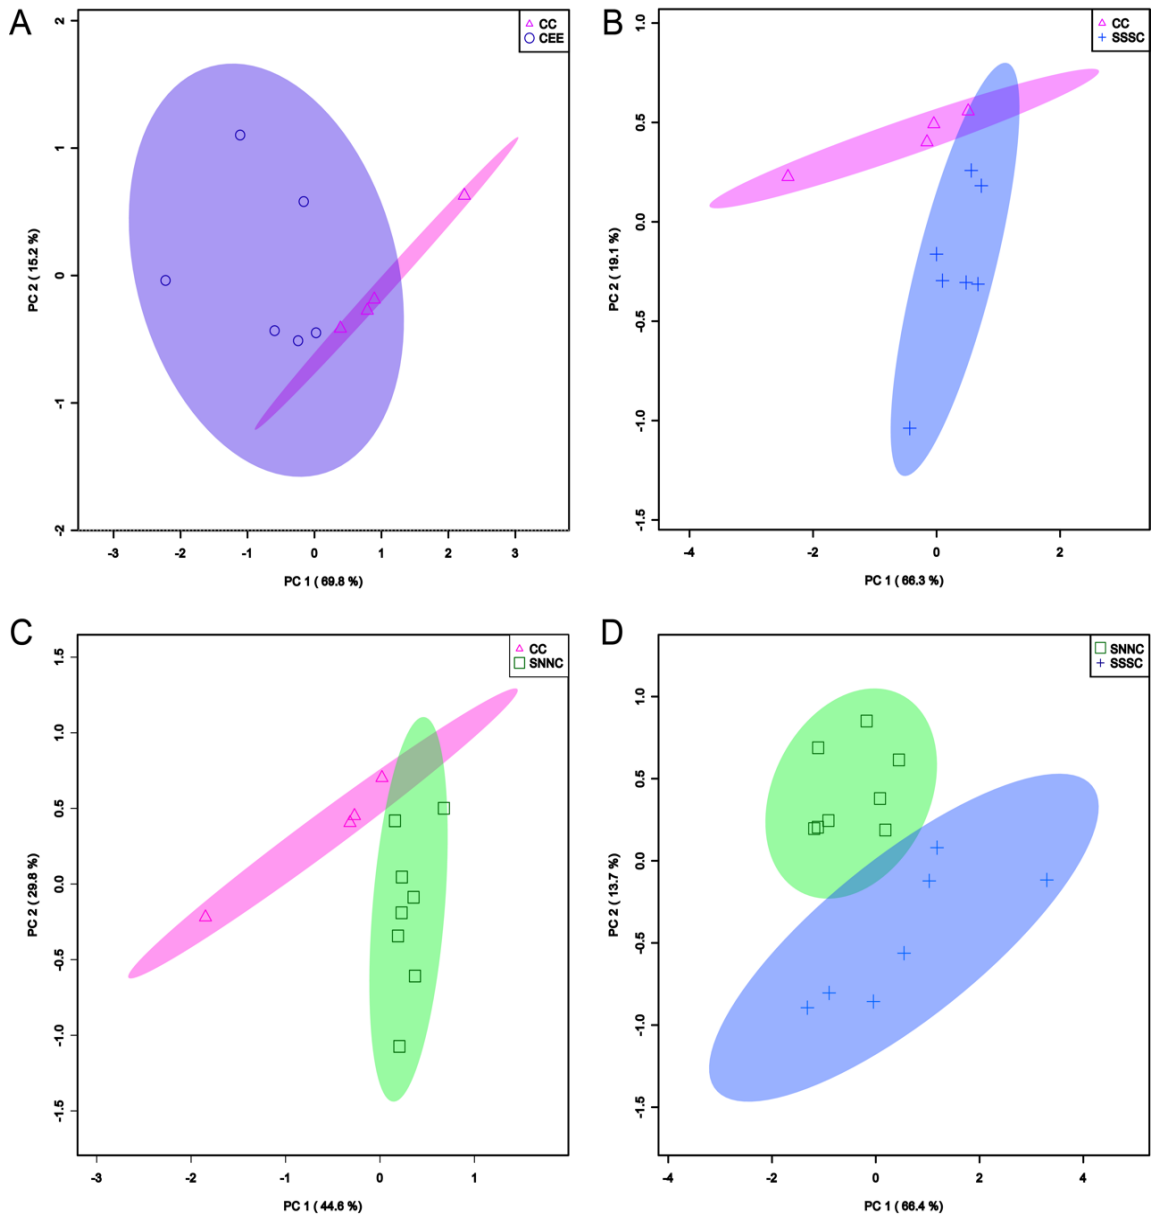 A
CC
CEE
2
1
0
-1
-2
PC 2 ( 15.2 %)
-3 -2 -1 0 1 2 3
PC 1 ( 69.8 %)
B
CC
SSSC
1.0
0.5
0.0
-0.5
-1.0
-1.5
PC 2 ( 19.1 %)
-4 -2 0 2
PC 1 ( 66.3 %)
C
CC
SNNC
1.5
1.0
0.5
0.0
-0.5
-1.0
-1.5
PC 2 ( 29.8 %)
-3 -2 -1 0 1
PC 1 ( 44.6 %)
D
SNNC
SSSC
1.0
0.5
0.0
-0.5
-1.0
-1.5
PC 2 ( 13.7 %)
-4 -2 0 2 4
PC 1 ( 66.4 %)